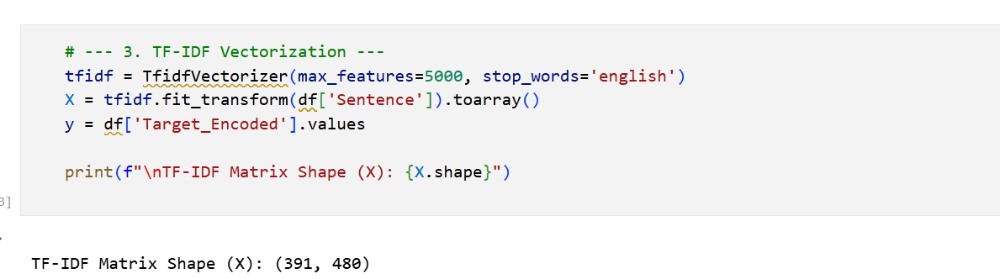 # --- 3. TF-IDF Vectorization ---
tfidf = TfidfVectorizer(max_features=5000, stop_words='english')
X = tfidf.fit_transform(df['Sentence']).toarray()
y = df['Target_Encoded'].values
print(f"\nTF-IDF Matrix Shape (X): {X.shape}")
3]
TF-IDF Matrix Shape (X): (391, 480)